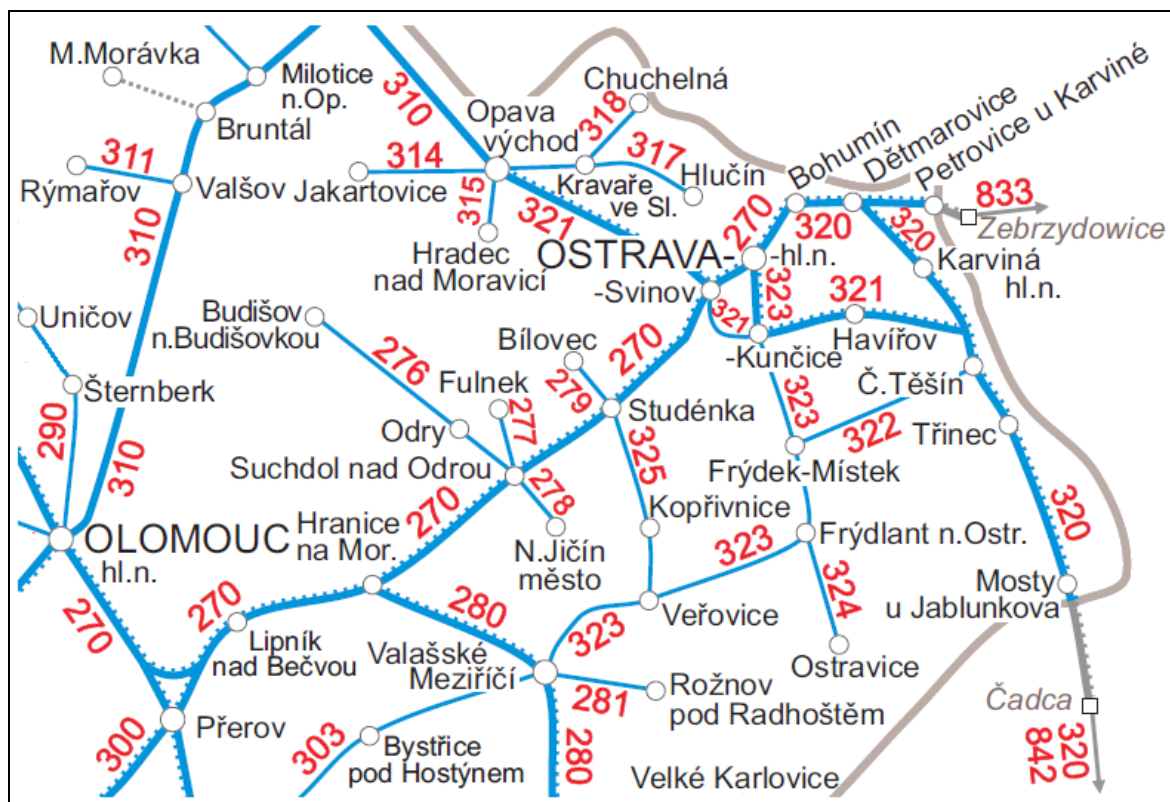 M.Morávka
Milotice
n.Op.
Bruntál
310
Opava
východ
Chuchelná
318
311
Rýmařov
Valšov
314
Jakartovice
315
317
Kravaře
ve Sl.
Hlučín
Bohumín
Dětmarovice
Petrovice u Karviné
833
Zebrzydowice
310
321
Hradec
nad Moravicí
OSTRAVA-
-hl.n.
270
320
320
Karviná
hl.n.
-Svinov
323
321
321
Havířov
-Kunčice
Uničov
Budišov
n.Budišovkou
Bílovec
270
Č.Těšín
Šternberk
276
Fulnek
279
277
Studénka
323
322
Třinec
290
310
Odry
Suchdol nad Odrou
325
Frýdek-Místek
278
270
Kopřivnice
320
OLOMOUC
hl.n.
Hranice
na Mor.
N.Jičín
město
323
Frýdlant n.Ostr.
Mosty
u Jablunkova
270
270
280
323
Veřovice
324
Lipník
nad Bečvou
Valašské
Meziříčí
Ostravice
281
Rožnov
pod Radhoštěm
Čadca
Přerov
300
303
Bystřice
pod Hostýnem
280
Velké Karlovice
320
842